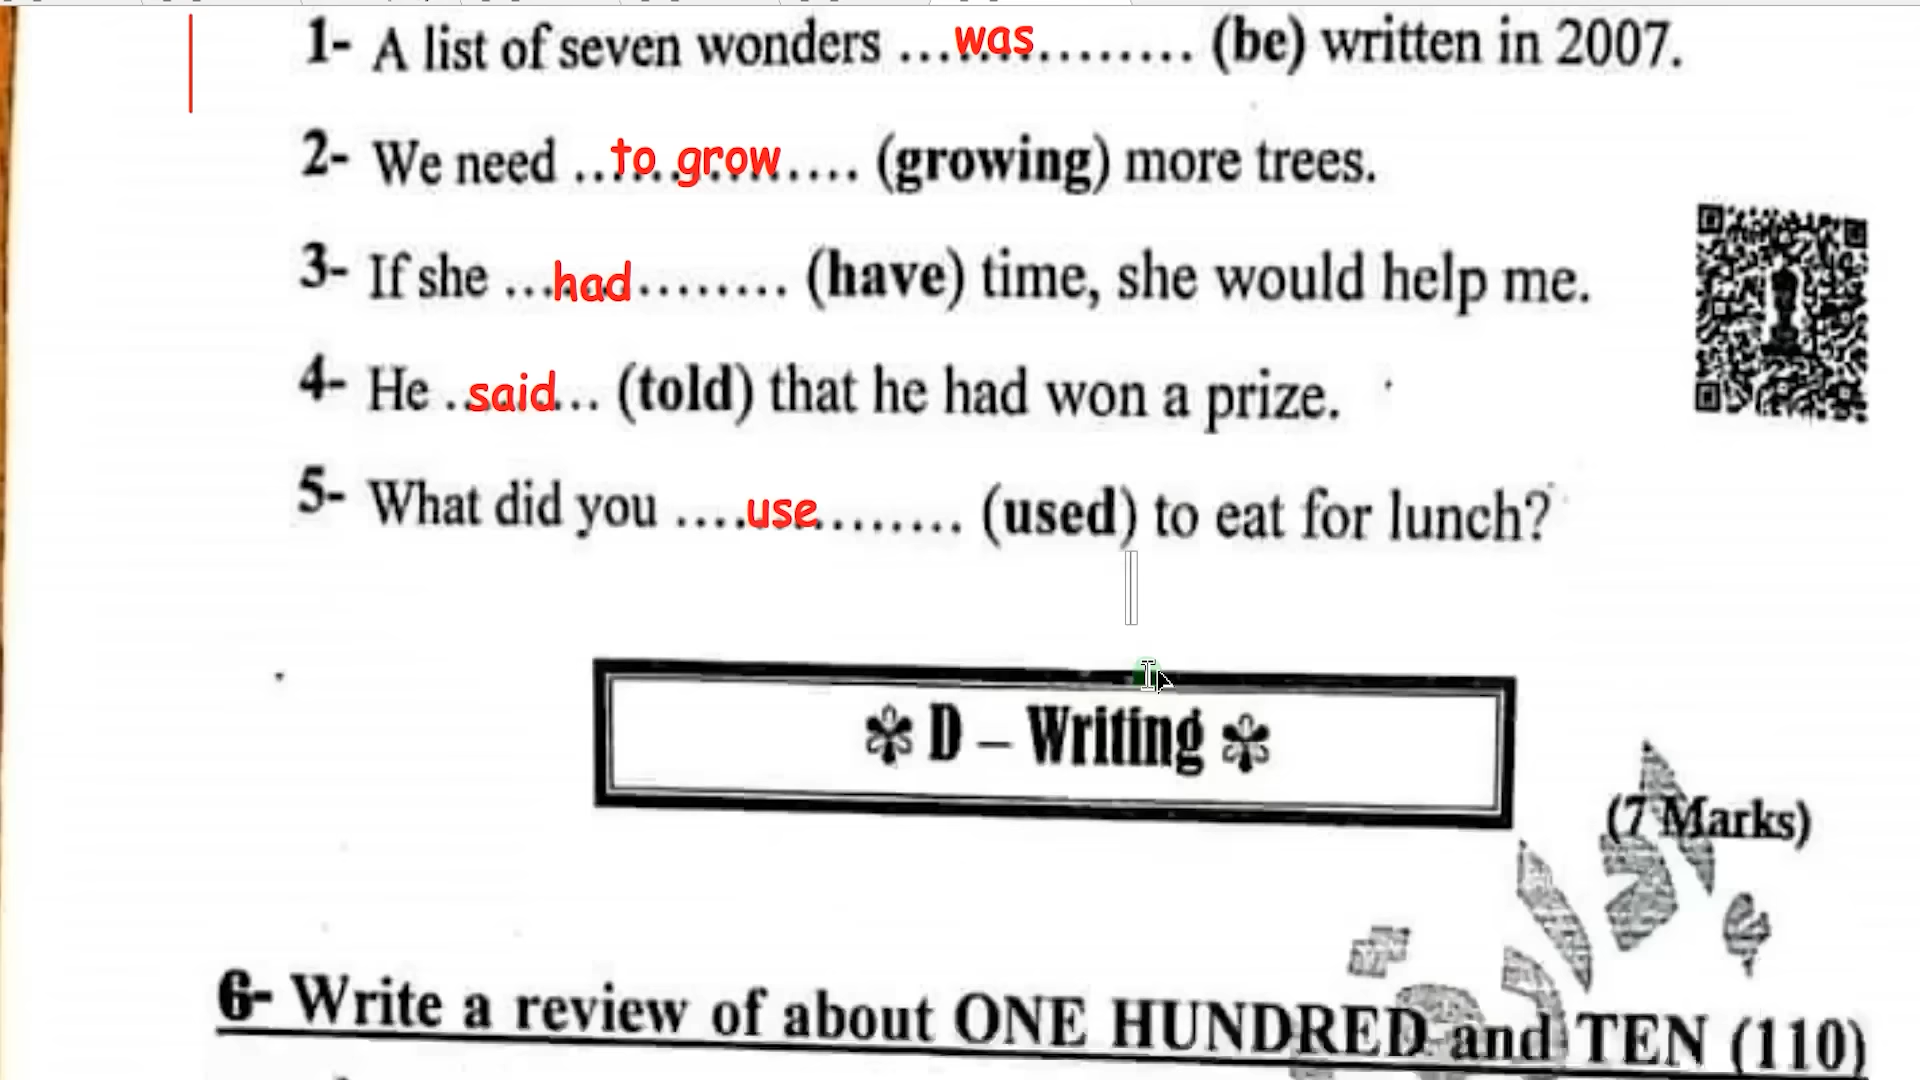 1- A list of seven wonders ...was........ (be) written in 2007.
2- We need ..to grow.... (growing) more trees.
3- If she ...had........ (have) time, she would help me.
4- He ..said... (told) that he had won a prize.
5- What did you ....use........ (used) to eat for lunch?
D – Writing
(7 Marks)
6- Write a review of about ONE HUNDRED and TEN (110)